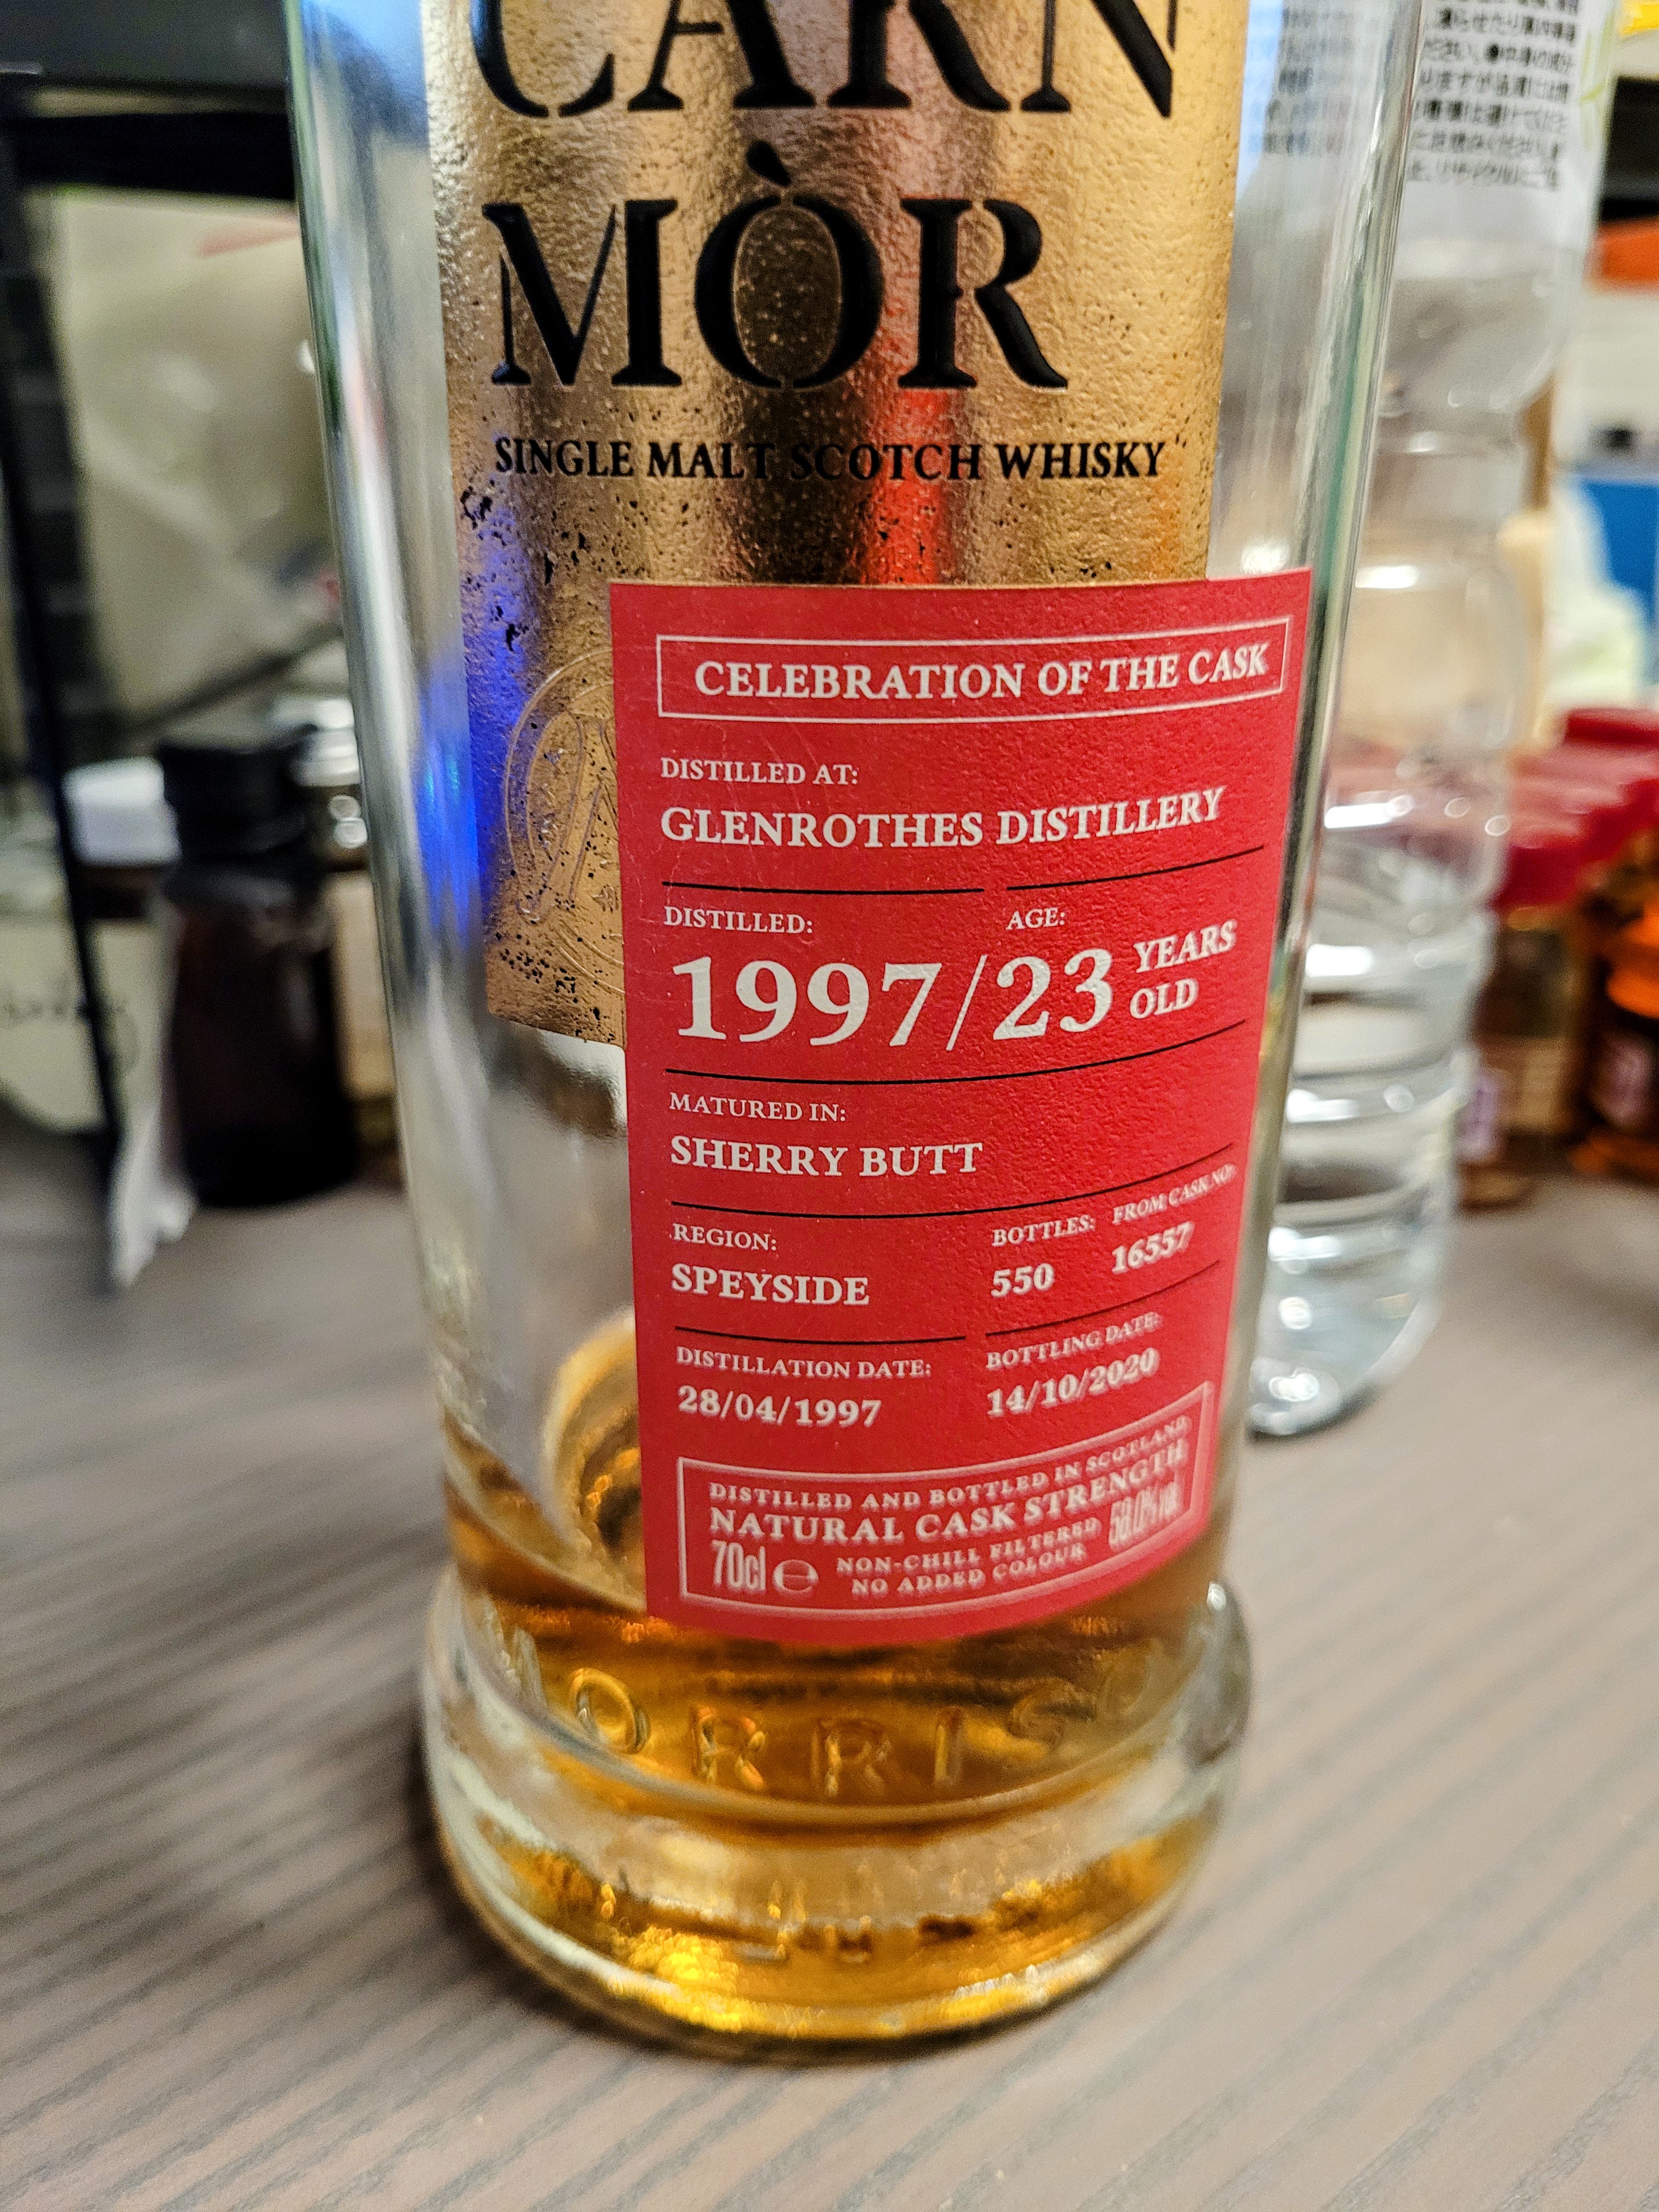 CARN
MÒR
SINGLE MALT SCOTCH WHISKY
CELEBRATION OF THE CASK
DISTILLED AT:
GLENROTHES DISTILLERY
DISTILLED: AGE:
1997/23 YEARS OLD
MATURED IN:
SHERRY BUTT
REGION: BOTTLES: FROM CASK NO:
SPEYSIDE 550 16557
DISTILLATION DATE: BOTTLING DATE:
28/04/1997 14/10/2020
DISTILLED AND BOTTLED IN SCOTLAND
NATURAL CASK STRENGTH
70cl e NON-CHILL FILTERED 58.0% vol
NO ADDED COLOUR
MORRISO